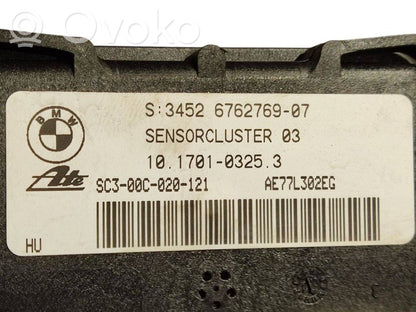 OVOKO
S:3452 6762769-07
BMW
SENSORCLUSTER 03
10.1701-0325.3
Ate
SC3-00C-020-121 AE77L302EG
HU